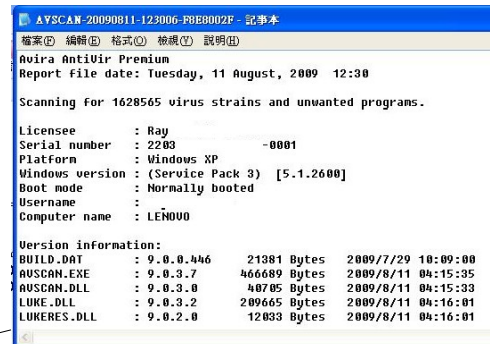 AVSCAN-20090811-123006-F8E8002F - 記事本
檔案(F) 編輯(E) 格式(O) 檢視(V) 說明(H)
Avira AntiVir Premium
Report file date: Tuesday, 11 August, 2009  12:30
Scanning for 1628565 virus strains and unwanted programs.
Licensee : Ray
Serial number : 2203 -0001
Platform : Windows XP
Windows version : (Service Pack 3) [5.1.2600]
Boot mode : Normally booted
Username :
Computer name : LENOVO
Version information:
BUILD.DAT : 9.0.0.446 21381 Bytes 2009/7/29 10:09:00
AVSCAN.EXE : 9.0.3.7 466689 Bytes 2009/8/11 04:15:35
AVSCAN.DLL : 9.0.3.0 40705 Bytes 2009/8/11 04:15:33
LUKE.DLL : 9.0.3.2 209665 Bytes 2009/8/11 04:16:01
LUKERES.DLL : 9.0.2.0 12033 Bytes 2009/8/11 04:16:01